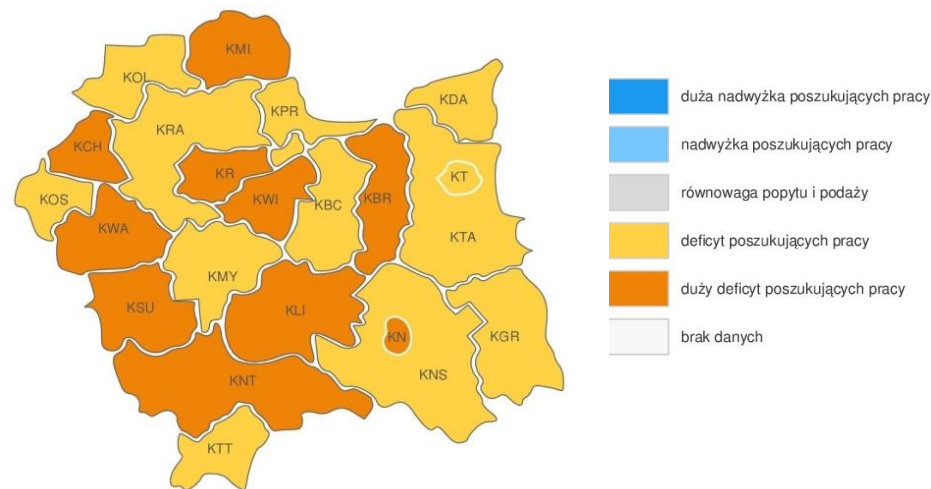 KMI
KOL
KDA
KPR
KRA
KCH
KR
KT
KOS
KWI
KBC
KBR
KWA
KTA
KMY
KSU
KLI
KN
KGR
KNS
KNT
KTT
duża nadwyżka poszukujących pracy
nadwyżka poszukujących pracy
równowaga popytu i podaży
deficyt poszukujących pracy
duży deficyt poszukujących pracy
brak danych